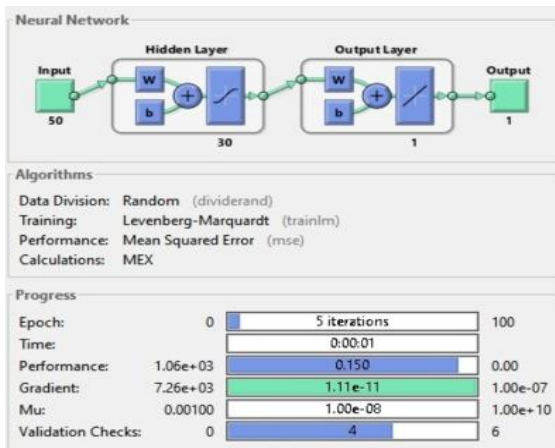 Neural Network
Hidden Layer
Output Layer
Input
Output
W
W
b
b
+
+
50
30
1
1
Algorithms
Data Division: Random (dividerand)
Training: Levenberg-Marquardt (trainlm)
Performance: Mean Squared Error (mse)
Calculations: MEX
Progress
Epoch: 0 5 iterations 100
Time: 0:00:01
Performance: 1.06e+03 0.150 0.00
Gradient: 7.26e+03 1.11e-11 1.00e-07
Mu: 0.00100 1.00e-08 1.00e+10
Validation Checks: 0 4 6